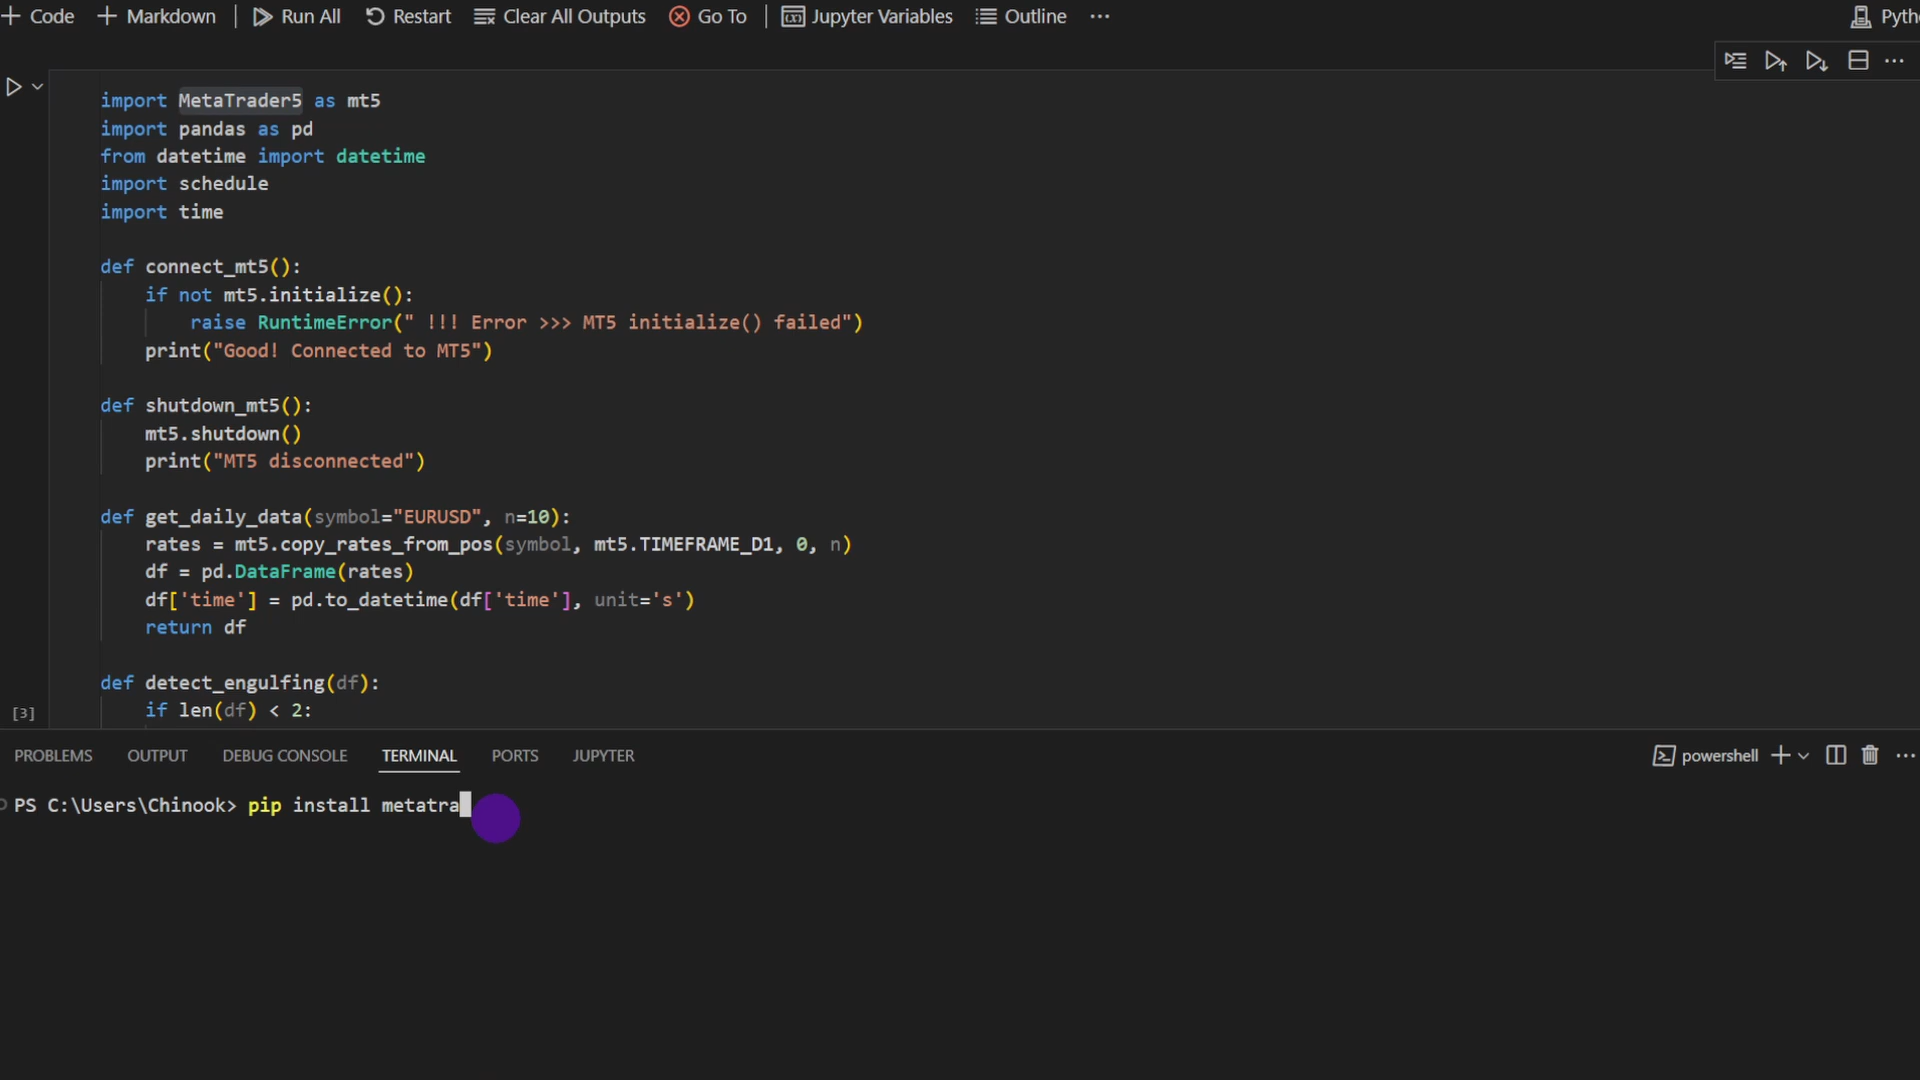 Code Markdown Run All Restart Clear All Outputs Go To Jupyter Variables Outline ...
import MetaTrader5 as mt5
import pandas as pd
from datetime import datetime
import schedule
import time
def connect_mt5():
    if not mt5.initialize():
        raise RuntimeError(" !!! Error >>> MT5 initialize() failed")
    print("Good! Connected to MT5")
def shutdown_mt5():
    mt5.shutdown()
    print("MT5 disconnected")
def get_daily_data(symbol="EURUSD", n=10):
    rates = mt5.copy_rates_from_pos(symbol, mt5.TIMEFRAME_D1, 0, n)
    df = pd.DataFrame(rates)
    df['time'] = pd.to_datetime(df['time'], unit='s')
    return df
def detect_engulfing(df):
[3]    if len(df) < 2:
PROBLEMS OUTPUT DEBUG CONSOLE TERMINAL PORTS JUPYTER powershell
PS C:\Users\Chinook> pip install metatra